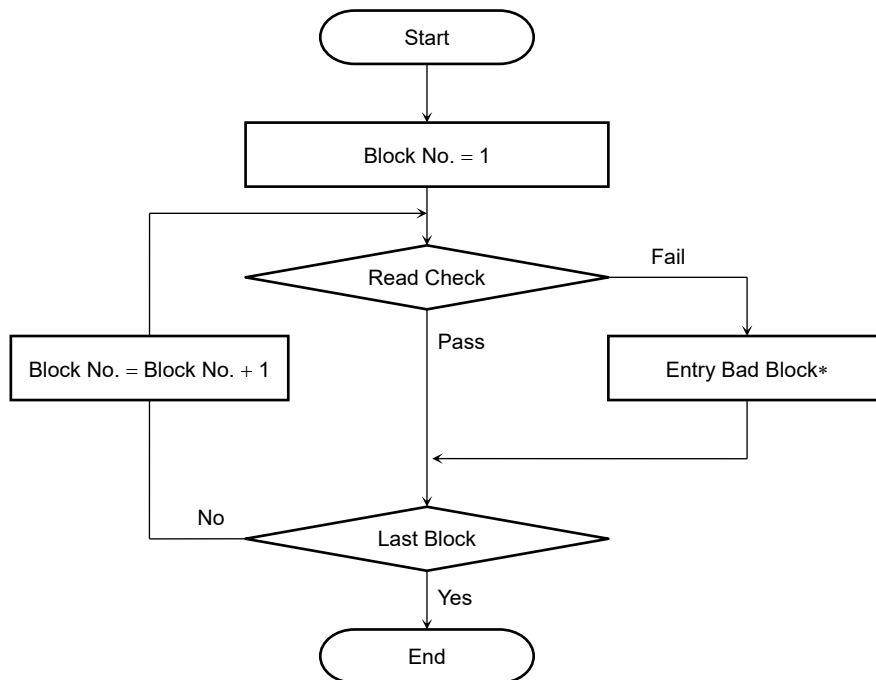 Start
Block No. = 1
Read Check
Fail
Pass
Block No. = Block No. + 1
Entry Bad Block*
No
Last Block
Yes
End